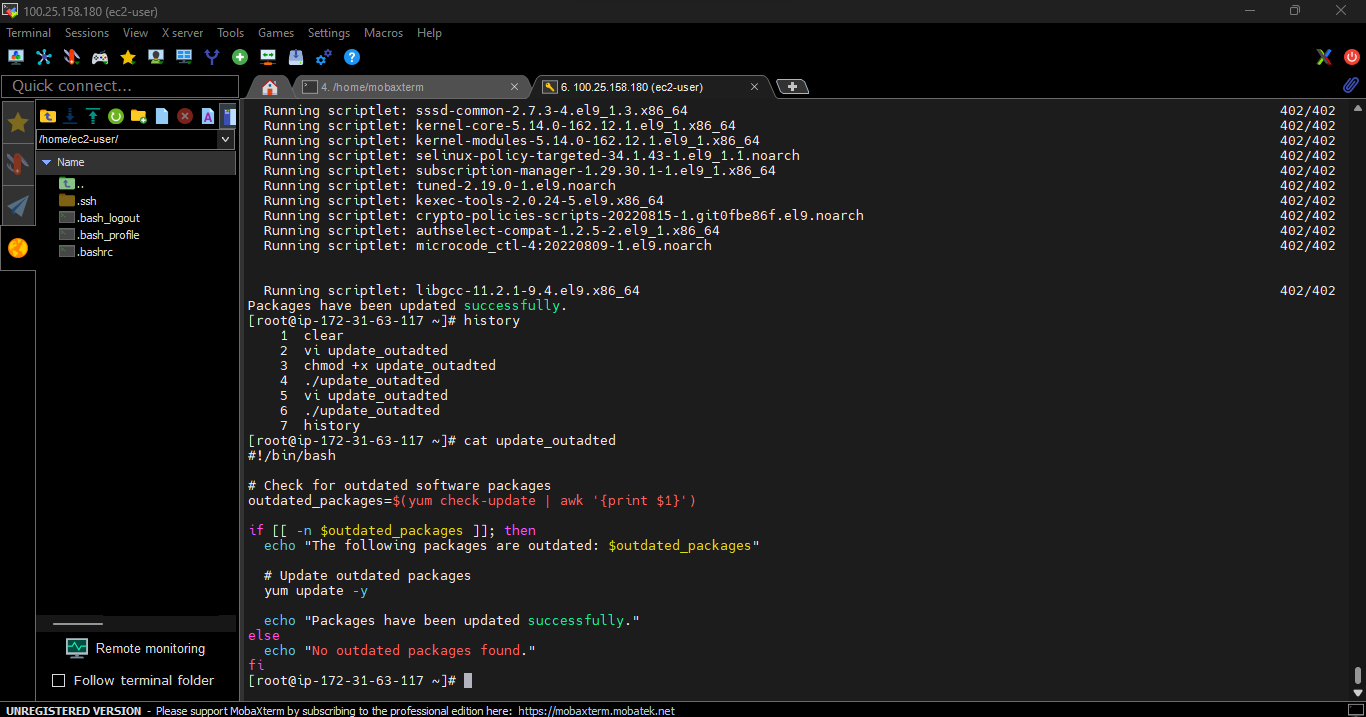 100.25.158.180 (ec2-user)
Terminal Sessions View X server Tools Games Settings Macros Help
Quick connect...
4. /home/mobaxterm
6. 100.25.158.180 (ec2-user)
/home/ec2-user/
Name
..
.ssh
.bash_logout
.bash_profile
.bashrc
Remote monitoring
Follow terminal folder
Running scriptlet: sssd-common-2.7.3-4.el9_1.3.x86_64 402/402
Running scriptlet: kernel-core-5.14.0-162.12.1.el9_1.x86_64 402/402
Running scriptlet: kernel-modules-5.14.0-162.12.1.el9_1.x86_64 402/402
Running scriptlet: selinux-policy-targeted-34.1.43-1.el9_1.1.noarch 402/402
Running scriptlet: subscription-manager-1.29.30.1-1.el9_1.x86_64 402/402
Running scriptlet: tuned-2.19.0-1.el9.noarch 402/402
Running scriptlet: kexec-tools-2.0.24-5.el9.x86_64 402/402
Running scriptlet: crypto-policies-scripts-20220815-1.git0fbe86f.el9.noarch 402/402
Running scriptlet: authselect-compat-1.2.5-2.el9_1.x86_64 402/402
Running scriptlet: microcode_ctl-4:20220809-1.el9.noarch 402/402
Running scriptlet: libgcc-11.2.1-9.4.el9.x86_64 402/402
Packages have been updated successfully.
[root@ip-172-31-63-117 ~]# history
1 clear
2 vi update_outadted
3 chmod +x update_outadted
4 ./update_outadted
5 vi update_outadted
6 ./update_outadted
7 history
[root@ip-172-31-63-117 ~]# cat update_outadted
#!/bin/bash
# Check for outdated software packages
outdated_packages=$(yum check-update | awk '{print $1}')
if [[ -n $outdated_packages ]]; then
echo "The following packages are outdated: $outdated_packages"
# Update outdated packages
yum update -y
echo "Packages have been updated successfully."
else
echo "No outdated packages found."
fi
[root@ip-172-31-63-117 ~]#
UNREGISTERED VERSION - Please support MobaXterm by subscribing to the professional edition here: https://mobaxterm.mobatek.net